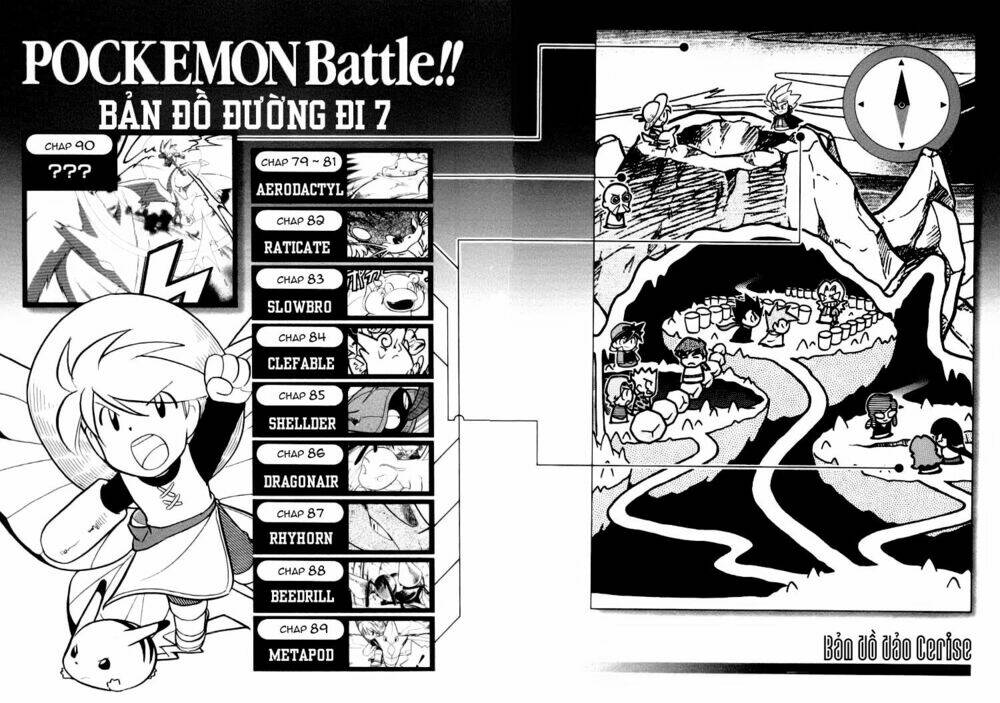 POCKEMON Battle!!
BẢN ĐỒ ĐƯỜNG ĐI 7
CHAP 90
???
CHAP 79 ~ 81
AERODACTYL
CHAP 82
RATICATE
CHAP 83
SLOWBRO
CHAP 84
CLEFABLE
CHAP 85
SHELLDER
CHAP 86
DRAGONAIR
CHAP 87
RHYHORN
CHAP 88
BEEDRILL
CHAP 89
METAPOD
Bản đồ đảo Cerise